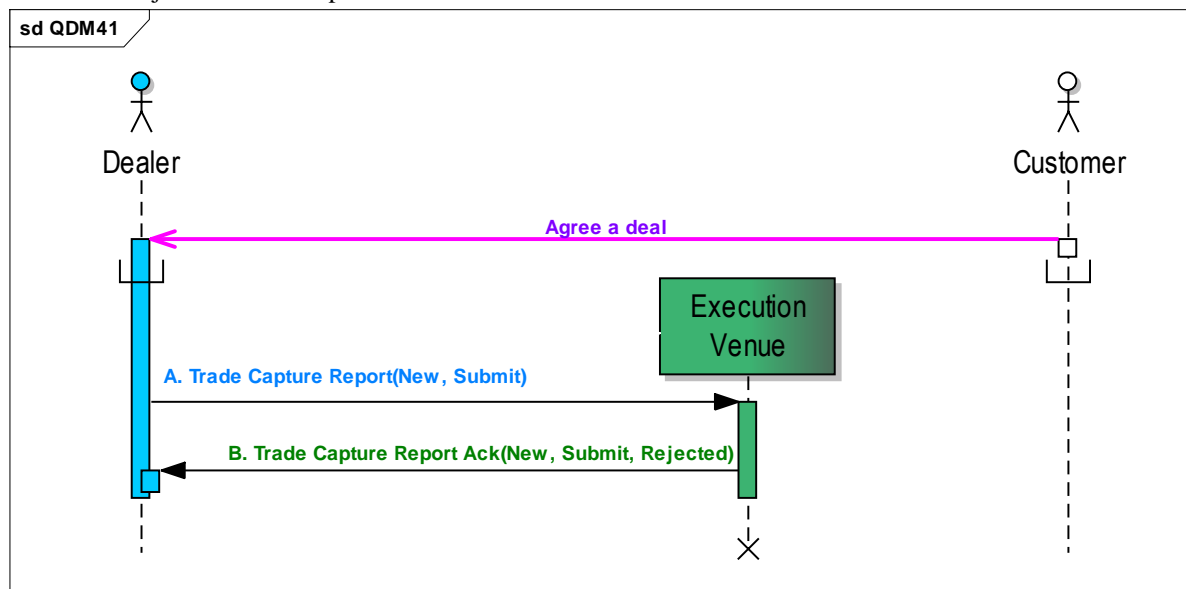 sd QDM41
Dealer
Customer
Agree a deal
Execution
Venue
A. Trade Capture Report(New, Submit)
B. Trade Capture Report Ack(New, Submit, Rejected)